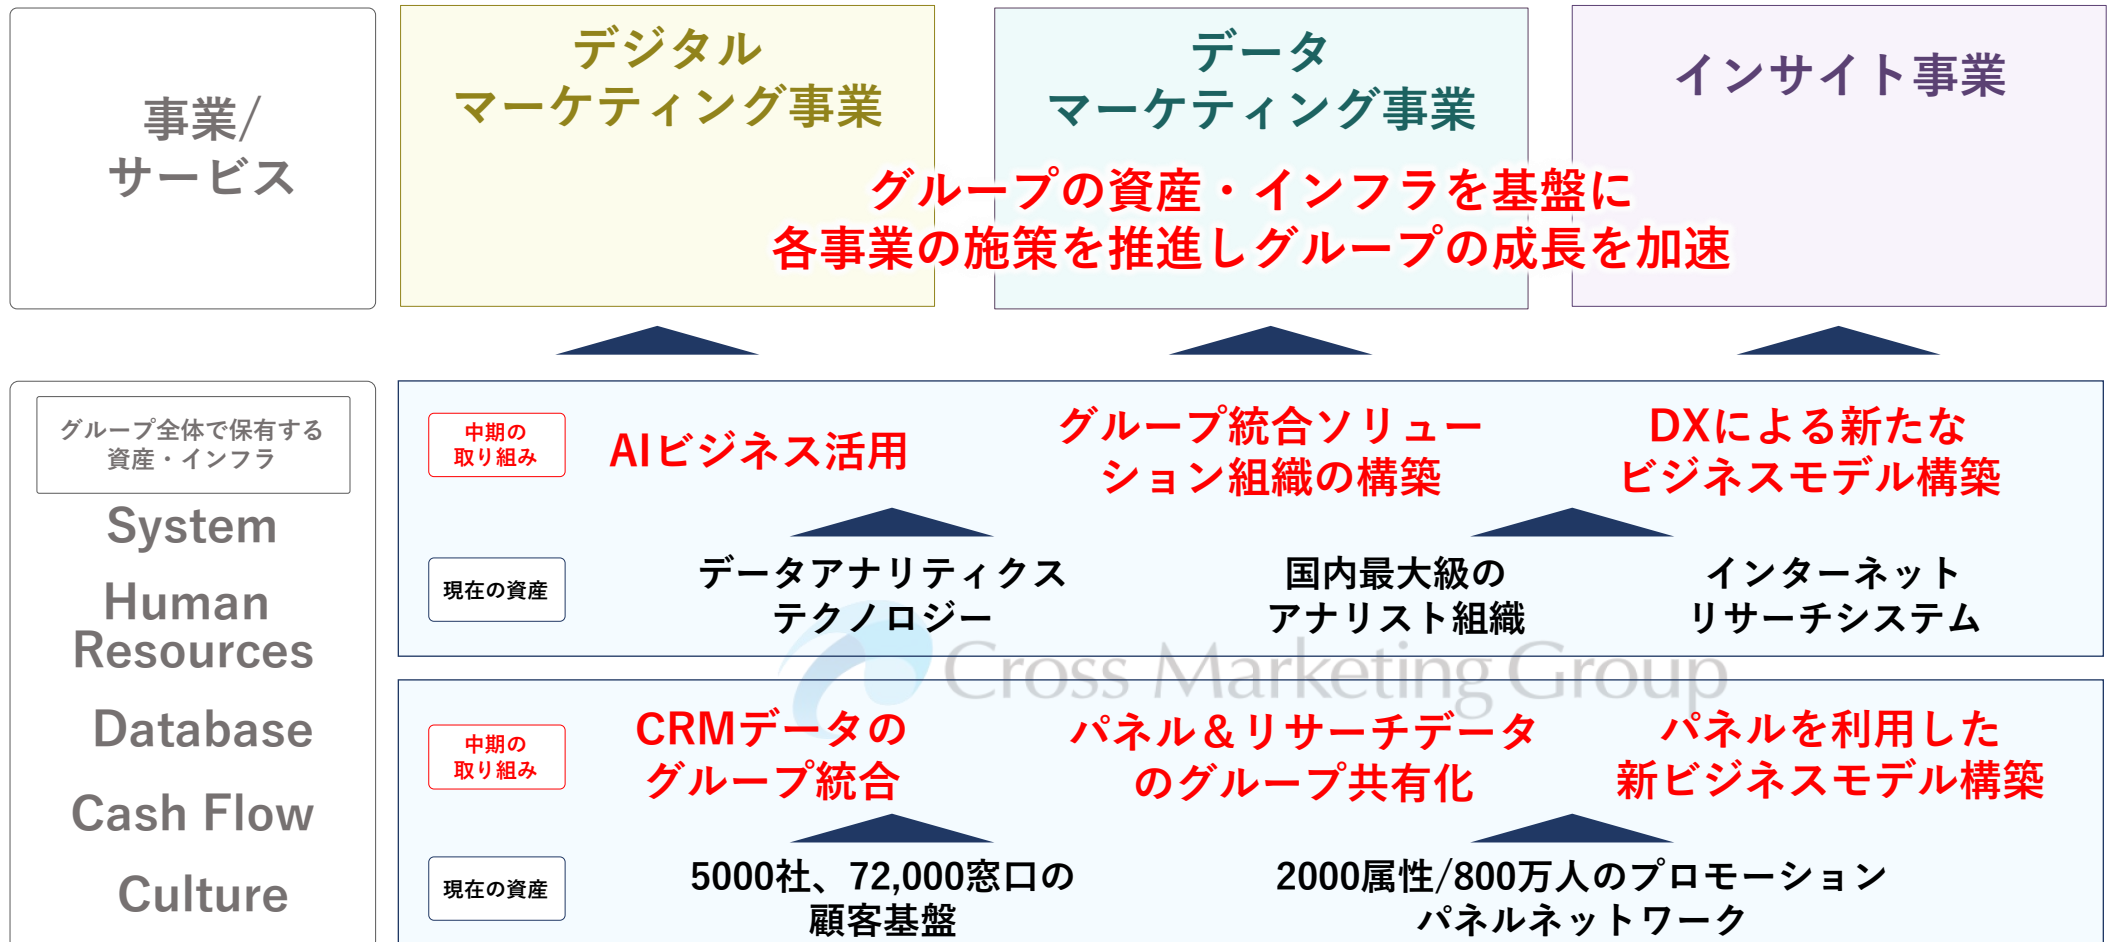 事業/
サービス
デジタル
マーケティング事業
データ
マーケティング事業
インサイト事業
グループの資産・インフラを基盤に
各事業の施策を推進しグループの成長を加速
グループ全体で保有する
資産・インフラ
System
Human
Resources
Database
Cash Flow
Culture
中期の
取り組み
AIビジネス活用
グループ統合ソリュー
ション組織の構築
DXによる新たな
ビジネスモデル構築
現在の資産
データアナリティクス
テクノロジー
国内最大級の
アナリスト組織
インターネット
リサーチシステム
Cross Marketing Group
中期の
取り組み
CRMデータの
グループ統合
パネル＆リサーチデータ
のグループ共有化
パネルを利用した
新ビジネスモデル構築
現在の資産
5000社、72,000窓口の
顧客基盤
2000属性/800万人のプロモーション
パネルネットワーク